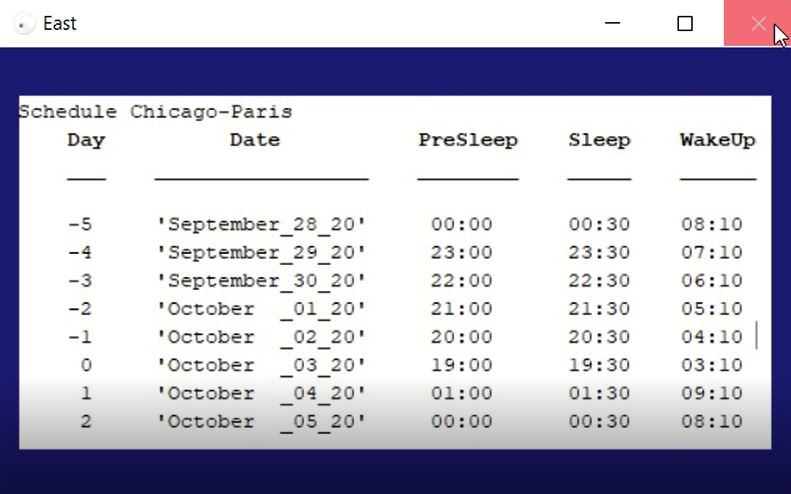 East
Schedule Chicago-Paris
Day Date PreSleep Sleep WakeUp
-5 'September_28_20' 00:00 00:30 08:10
-4 'September_29_20' 23:00 23:30 07:10
-3 'September_30_20' 22:00 22:30 06:10
-2 'October _01_20' 21:00 21:30 05:10
-1 'October _02_20' 20:00 20:30 04:10
0 'October _03_20' 19:00 19:30 03:10
1 'October _04_20' 01:00 01:30 09:10
2 'October _05_20' 00:00 00:30 08:10